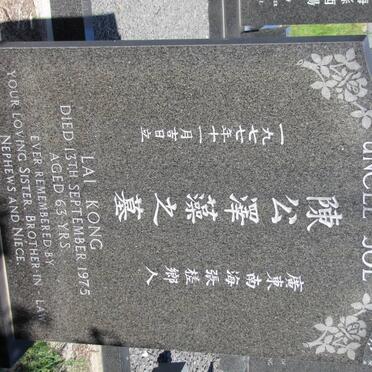 UNCLE JOE
廣東南海張槎鄉人
陳公澤藻之墓
一九七七年十一月吉日立
LAI KONG
DIED 13TH SEPTEMBER 1975
AGED 63 YRS
EVER REMEMBERED BY
YOUR LOVING SISTER, BROTHER-IN-LAW
NEPHEWS AND NIECE